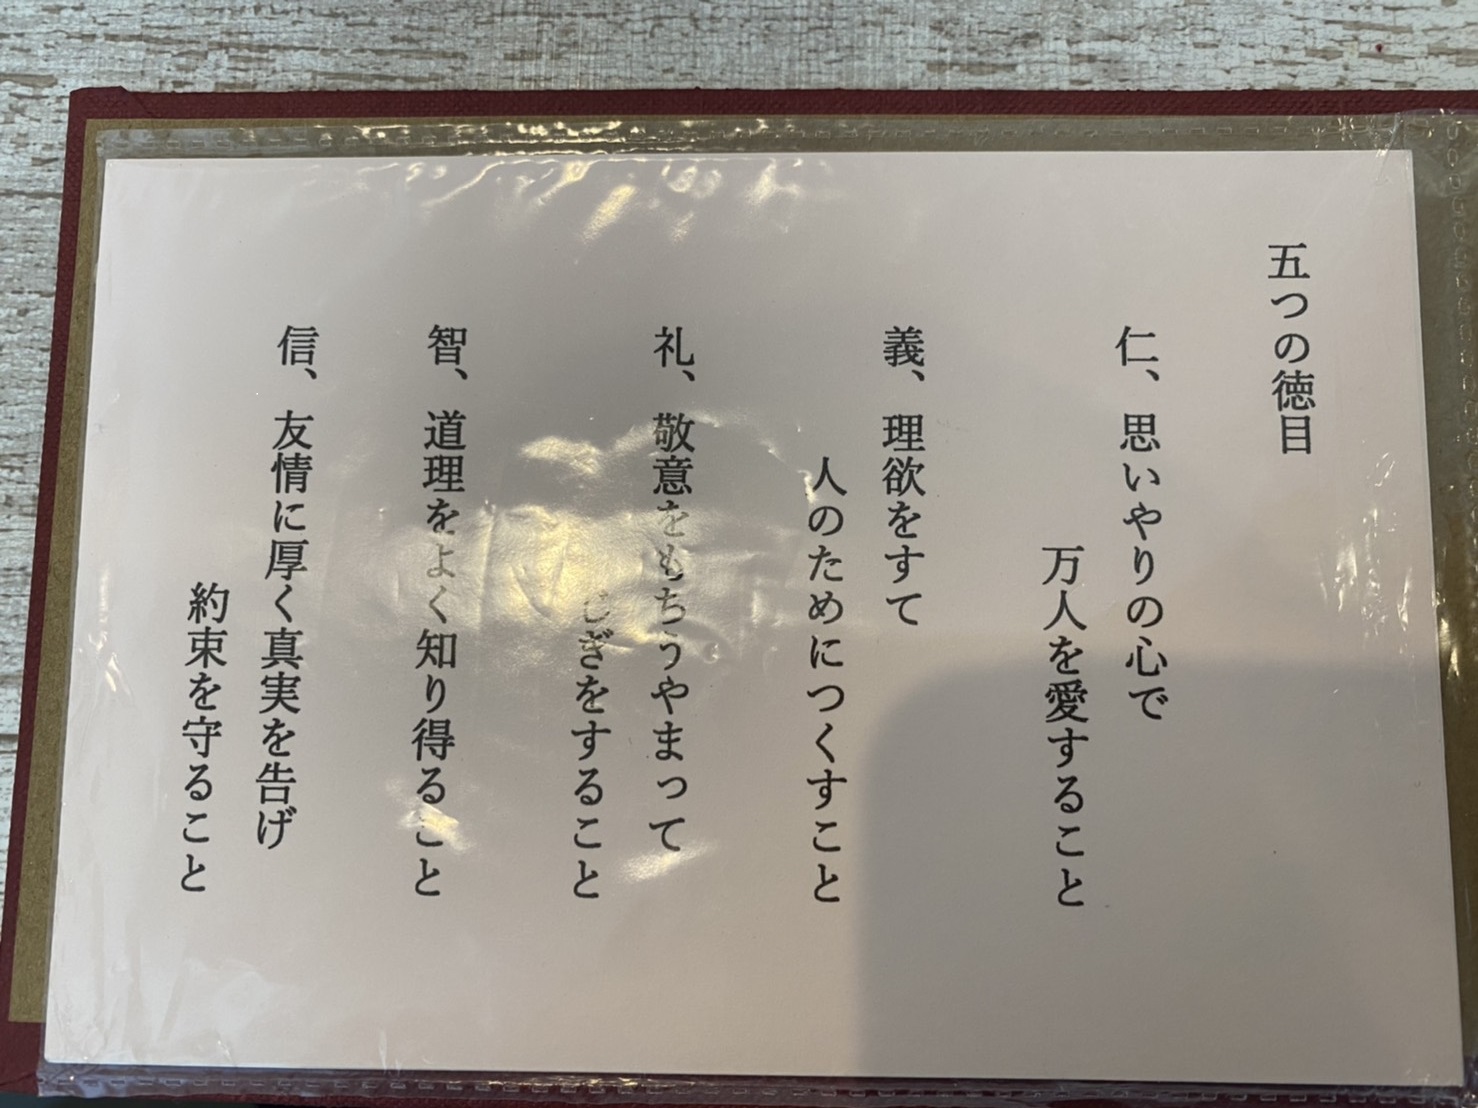 五つの徳目
仁、思いやりの心で
万人を愛すること
義、理欲をすて
人のためにつくすこと
礼、敬意をもちうやまって
じぎをすること
智、道理をよく知り得ること
信、友情に厚く真実を告げ
約束を守ること